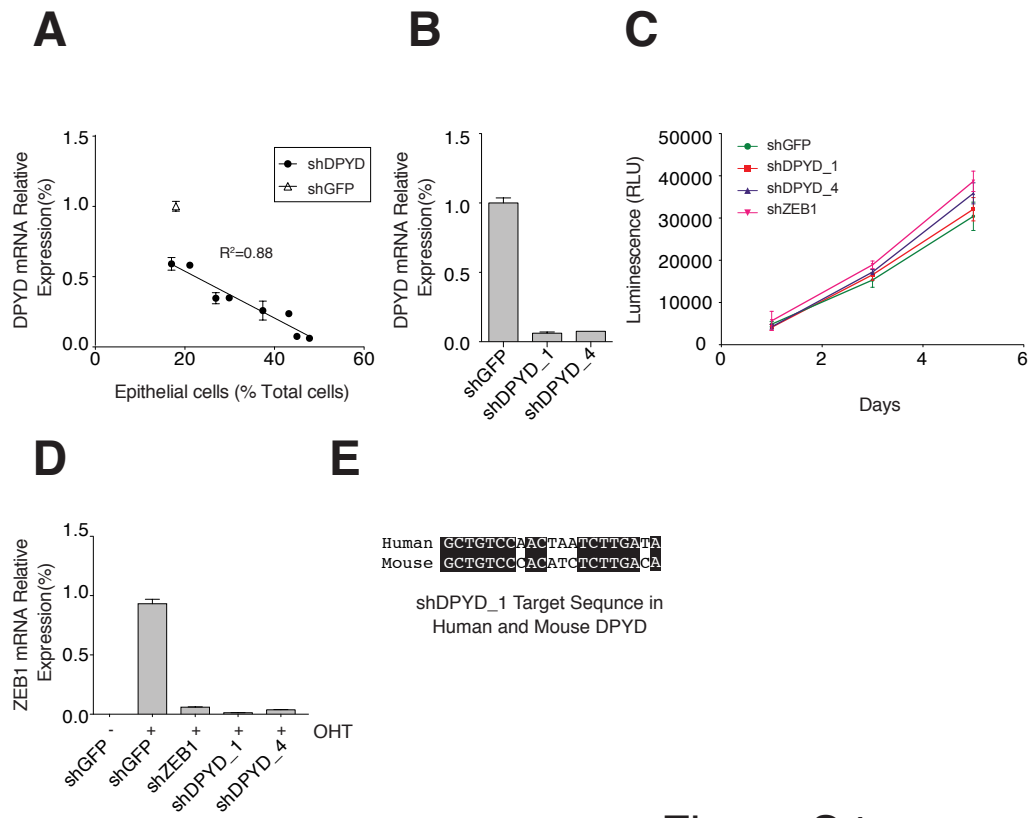 A
B
C
1.5
1.0
0.5
0.0
0
20
40
60
DPYD mRNA Relative
Expression(%)
shDPYD
shGFP
R²=0.88
Epithelial cells (% Total cells)
1.5
1.0
0.5
0.0
DPYD mRNA Relative
Expression(%)
shGFP
shDPYD_1
shDPYD_4
50000
40000
30000
20000
10000
0
0
2
4
6
Luminescence (RLU)
shGFP
shDPYD_1
shDPYD_4
shZEB1
Days
D
E
1.5
1.0
0.5
0.0
ZEB1 mRNA Relative
Expression(%)
- + + + + OHT
shGFP
shGFP
shZEB1
shDPYD_1
shDPYD_4
Human GCTGTCCAACTAATCTTGATA
Mouse GCTGTCCCACATCTCTTGACA
shDPYD_1 Target Sequnce in
Human and Mouse DPYD